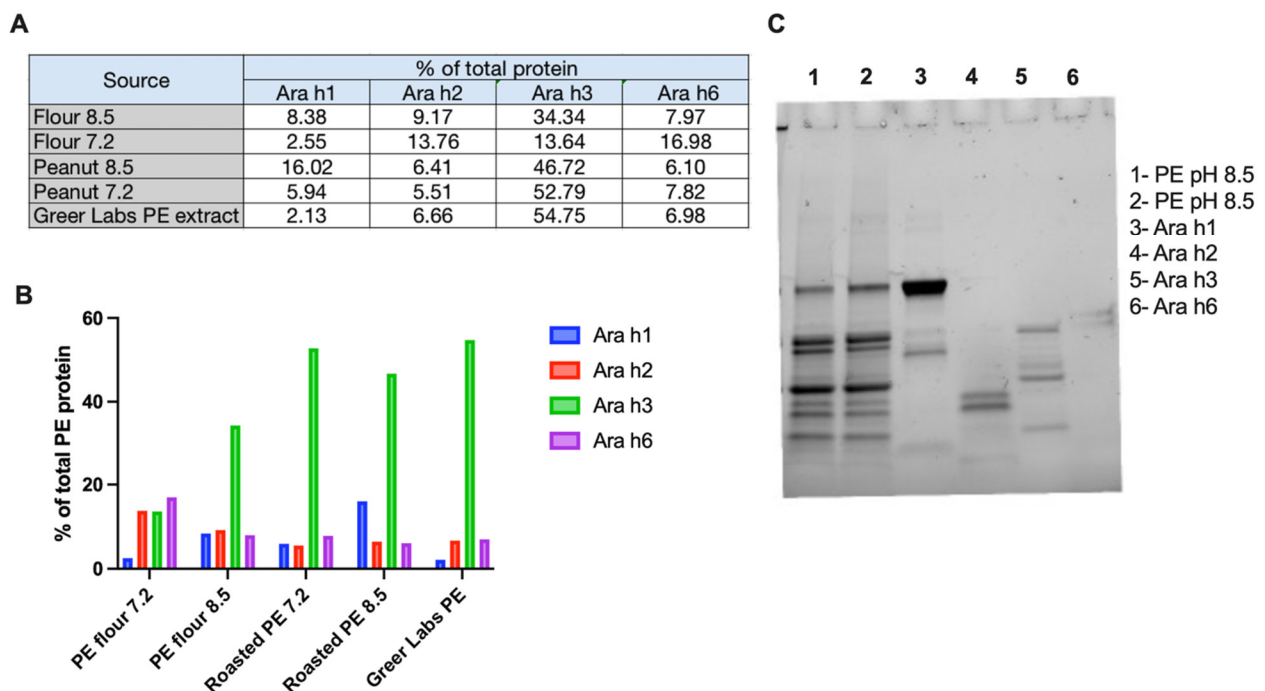 A
Source
% of total protein
Ara h1 Ara h2 Ara h3 Ara h6
Flour 8.5 8.38 9.17 34.34 7.97
Flour 7.2 2.55 13.76 13.64 16.98
Peanut 8.5 16.02 6.41 46.72 6.10
Peanut 7.2 5.94 5.51 52.79 7.82
Greer Labs PE extract 2.13 6.66 54.75 6.98
B
% of total PE protein
60
40
20
0
PE flour 7.2
PE flour 8.5
Roasted PE 7.2
Roasted PE 8.5
Greer Labs PE
Ara h1
Ara h2
Ara h3
Ara h6
C
1 2 3 4 5 6
1- PE pH 8.5
2- PE pH 8.5
3- Ara h1
4- Ara h2
5- Ara h3
6- Ara h6